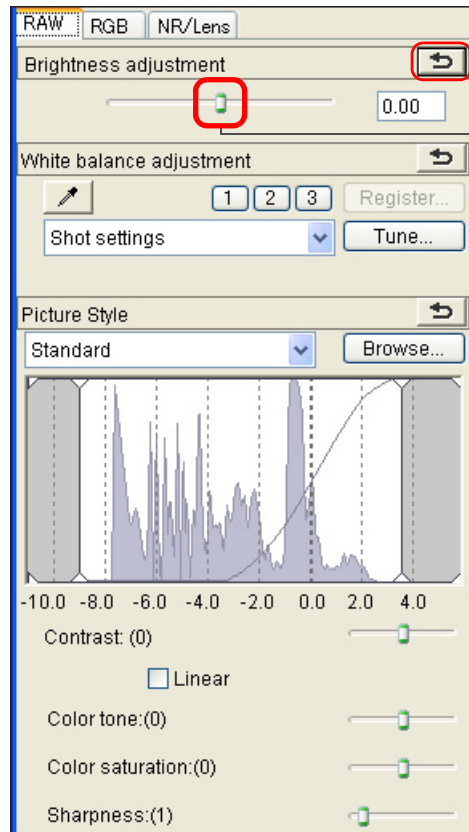 RAW RGB NR/Lens
Brightness adjustment
0.00
White balance adjustment
1 2 3 Register...
Shot settings Tune...
Picture Style
Standard Browse...
-10.0 -8.0 -6.0 -4.0 -2.0 0.0 2.0 4.0
Contrast: (0)
Linear
Color tone:(0)
Color saturation:(0)
Sharpness:(1)